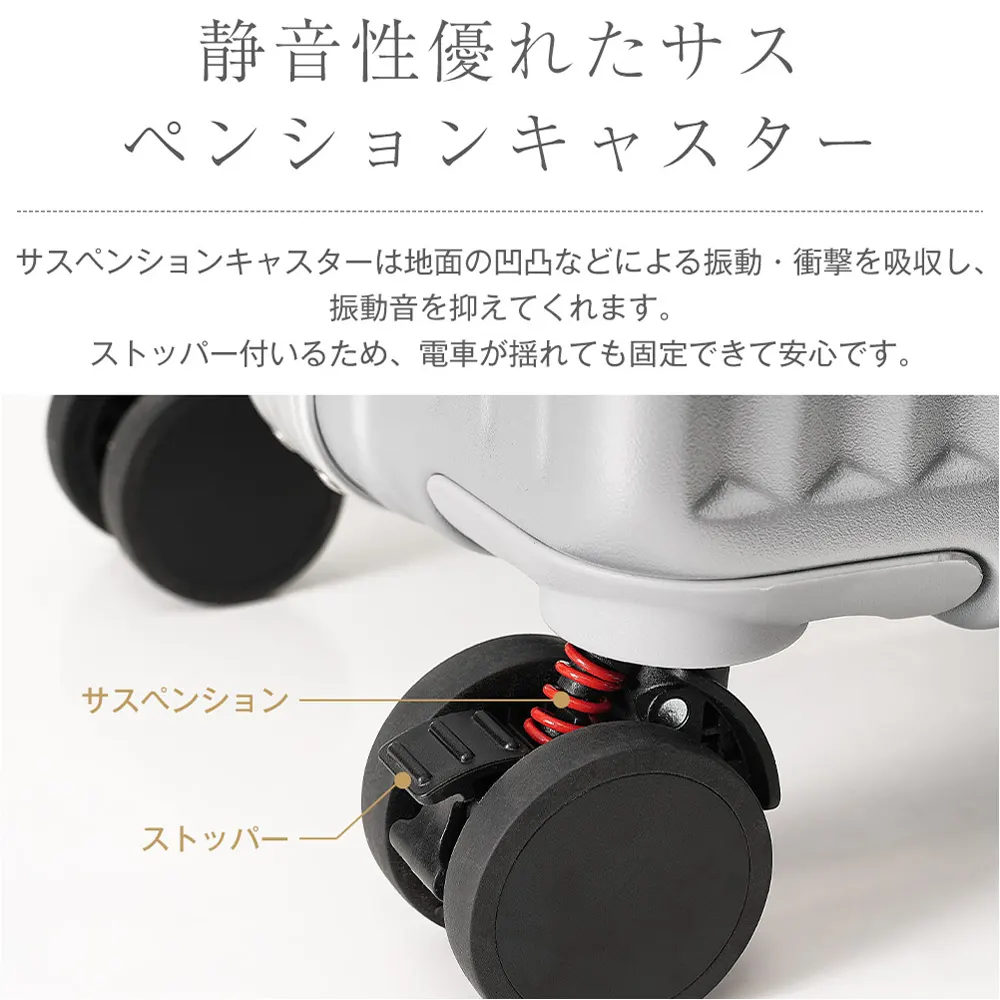 静音性優れたサス
ペンションキャスター
サスペンションキャスターは地面の凹凸などによる振動・衝撃を吸収し、
振動音を抑えてくれます。
ストッパー付いるため、電車が揺れても固定できて安心です。
サスペンション
ストッパー